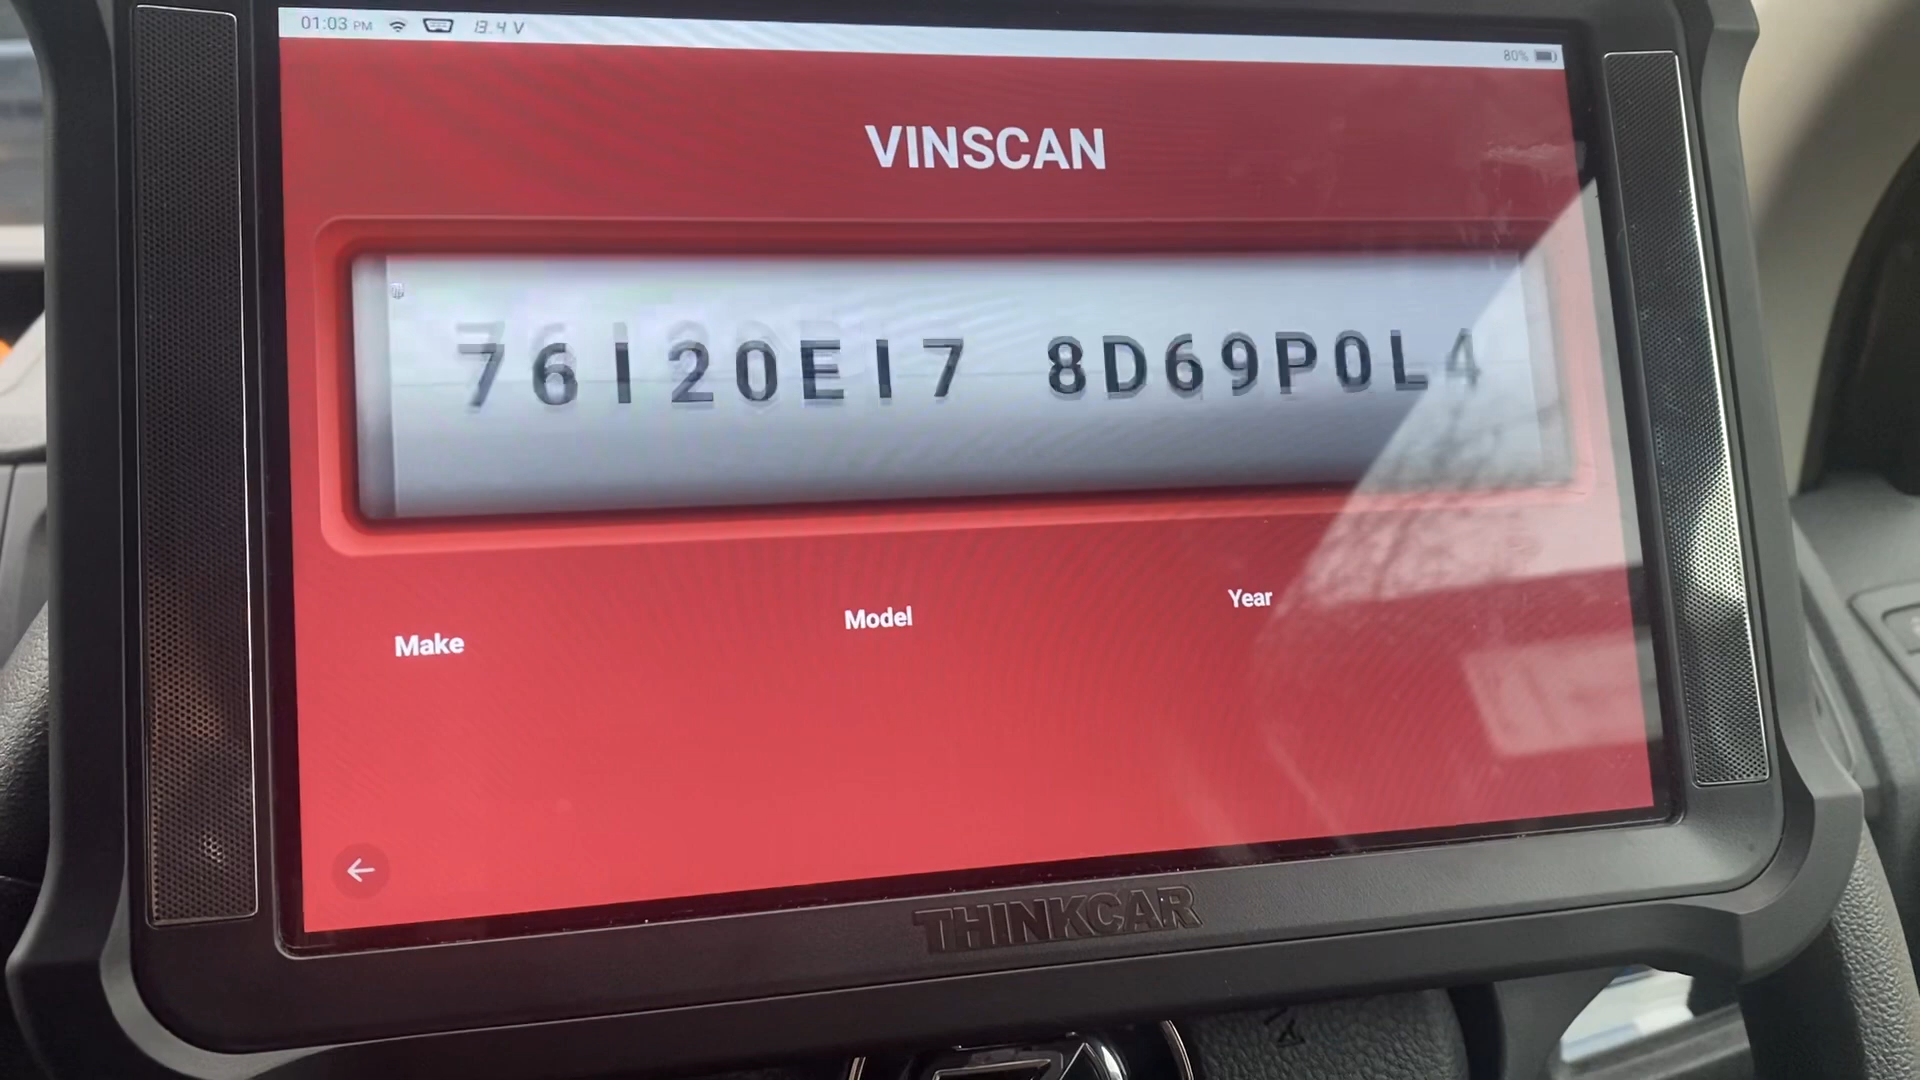 01:03 PM 13.4 V
80%
VINSCAN
76I20EI7 8D69P0L4
Make
Model
Year
THINKCAR